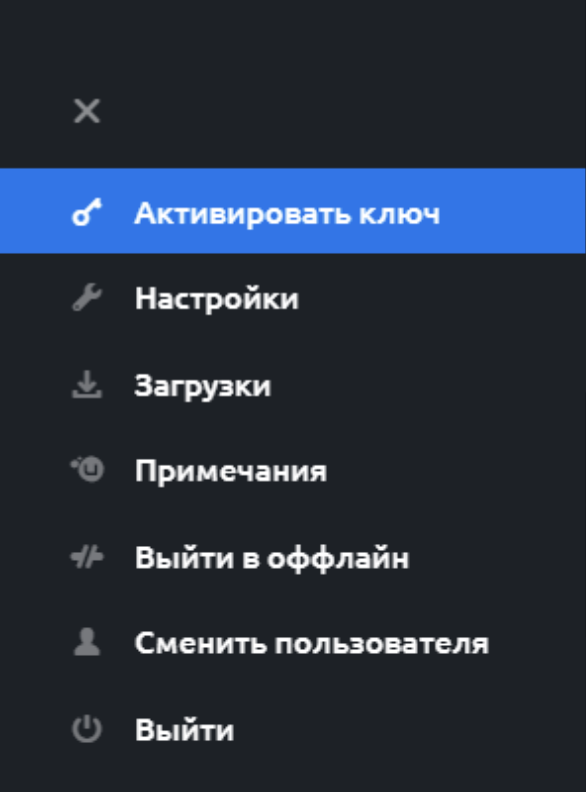 Активировать ключ
Настройки
Загрузки
Примечания
Выйти в оффлайн
Сменить пользователя
Выйти